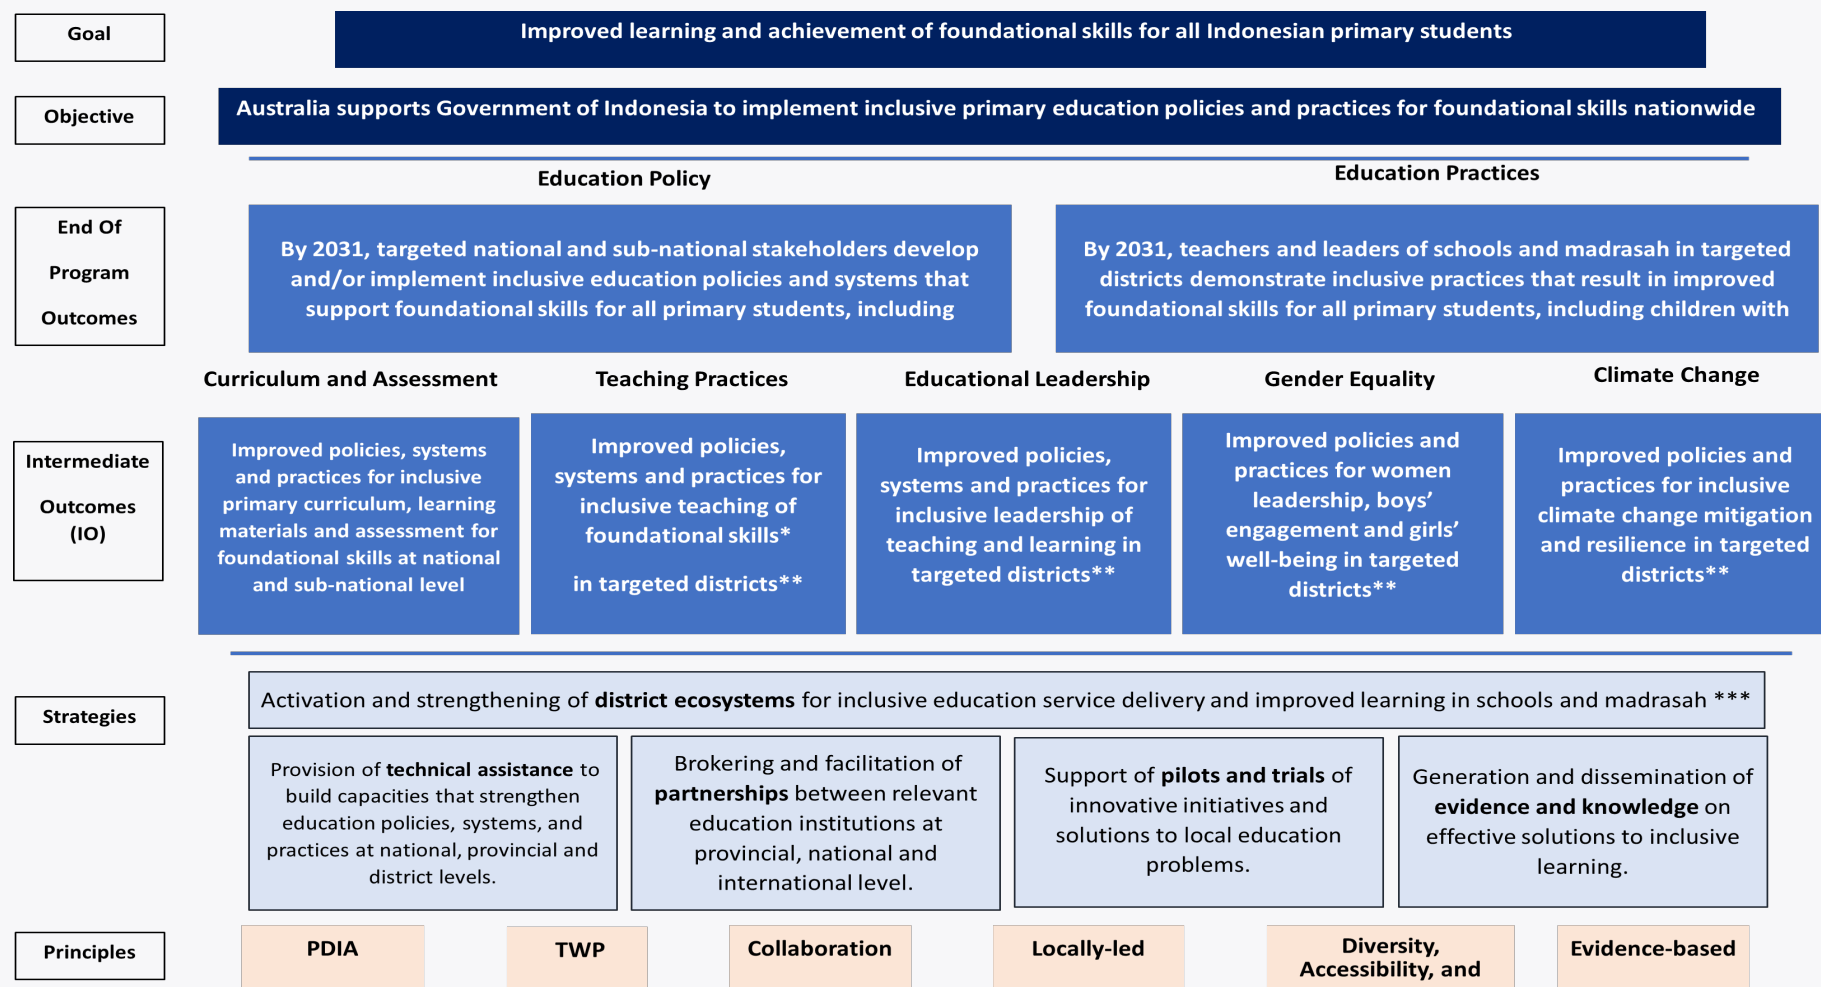 Goal
Improved learning and achievement of foundational skills for all Indonesian primary students
Objective
Australia supports Government of Indonesia to implement inclusive primary education policies and practices for foundational skills nationwide
Education Policy
Education Practices
End Of
Program
Outcomes
By 2031, targeted national and sub-national stakeholders develop
and/or implement inclusive education policies and systems that
support foundational skills for all primary students, including
By 2031, teachers and leaders of schools and madrasah in targeted
districts demonstrate inclusive practices that result in improved
foundational skills for all primary students, including children with
Curriculum and Assessment
Teaching Practices
Educational Leadership
Gender Equality
Climate Change
Intermediate
Outcomes
(IO)
Improved policies, systems
and practices for inclusive
primary curriculum, learning
materials and assessment for
foundational skills at national
and sub-national level
Improved policies,
systems and practices for
inclusive teaching of
foundational skills*
in targeted districts**
Improved policies,
systems and practices for
inclusive leadership of
teaching and learning in
targeted districts**
Improved policies and
practices for women
leadership, boys’
engagement and girls’
well-being in targeted
districts**
Improved policies and
practices for inclusive
climate change mitigation
and resilience in targeted
districts**
Strategies
Activation and strengthening of district ecosystems for inclusive education service delivery and improved learning in schools and madrasah ***
Provision of technical assistance to
build capacities that strengthen
education policies, systems, and
practices at national, provincial and
district levels.
Brokering and facilitation of
partnerships between relevant
education institutions at
provincial, national and
international level.
Support of pilots and trials of
innovative initiatives and
solutions to local education
problems.
Generation and dissemination of
evidence and knowledge on
effective solutions to inclusive
learning.
Principles
PDIA
TWP
Collaboration
Locally-led
Diversity,
Accessibility, and
Evidence-based